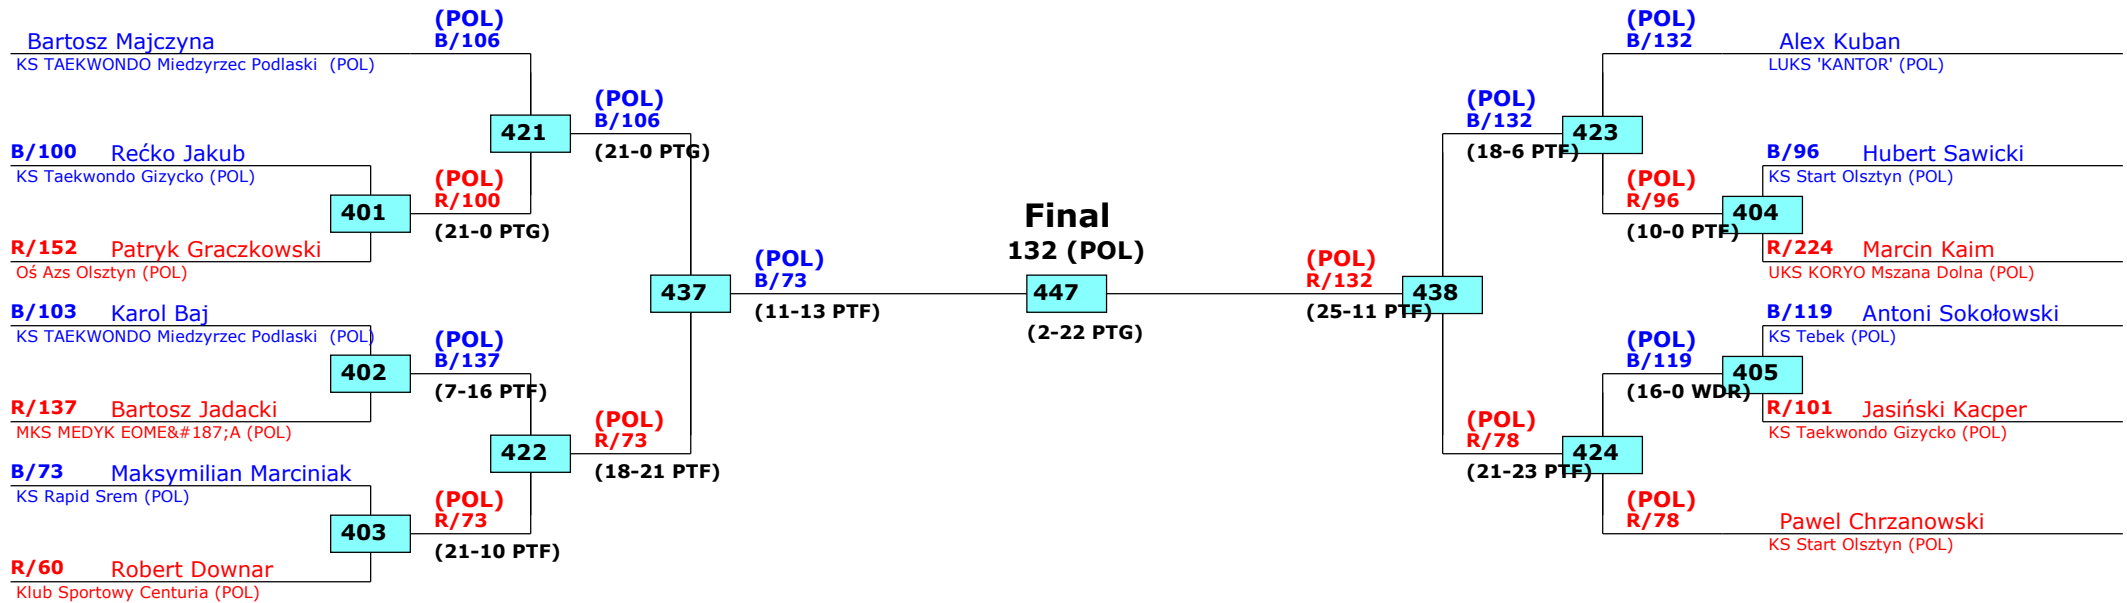 (POL)
B/106
Bartosz Majczyna
KS TAEKWONDO Miedzyrzec Podlaski (POL)
B/100 Rećko Jakub
KS Taekwondo Gizycko (POL)
401
R/152 Patryk Graczkowski
Oś Azs Olsztyn (POL)
421
(POL)
R/100
(21-0 PTG)
(POL)
B/106
(21-0 PTG)
B/103 Karol Baj
KS TAEKWONDO Miedzyrzec Podlaski (POL)
402
R/137 Bartosz Jadacki
MKS MEDYK EOME&#187;A (POL)
(POL)
B/137
(7-16 PTF)
B/73 Maksymilian Marciniak
KS Rapid Srem (POL)
403
R/60 Robert Downar
Klub Sportowy Centuria (POL)
422
(POL)
R/73
(21-10 PTF)
(POL)
R/73
(18-21 PTF)
437
(POL)
B/73
(11-13 PTF)
Final
132 (POL)
447
(2-22 PTG)
(POL)
R/132
(25-11 PTF)
438
(POL)
B/132
(18-6 PTF)
423
(POL)
B/132
Alex Kuban
LUKS 'KANTOR' (POL)
(POL)
R/96
(10-0 PTF)
404
B/96 Hubert Sawicki
KS Start Olsztyn (POL)
R/224 Marcin Kaim
UKS KORYO Mszana Dolna (POL)
B/119 Antoni Sokołowski
KS Tebek (POL)
405
(POL)
B/119
(16-0 WDR)
R/101 Jasiński Kacper
KS Taekwondo Gizycko (POL)
(POL)
R/78
(21-23 PTF)
424
(POL)
R/78
Pawel Chrzanowski
KS Start Olsztyn (POL)